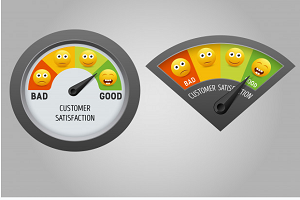 BAD GOOD
CUSTOMER
SATISFACTION
BAD GOOD
CUSTOMER SATISFACTION